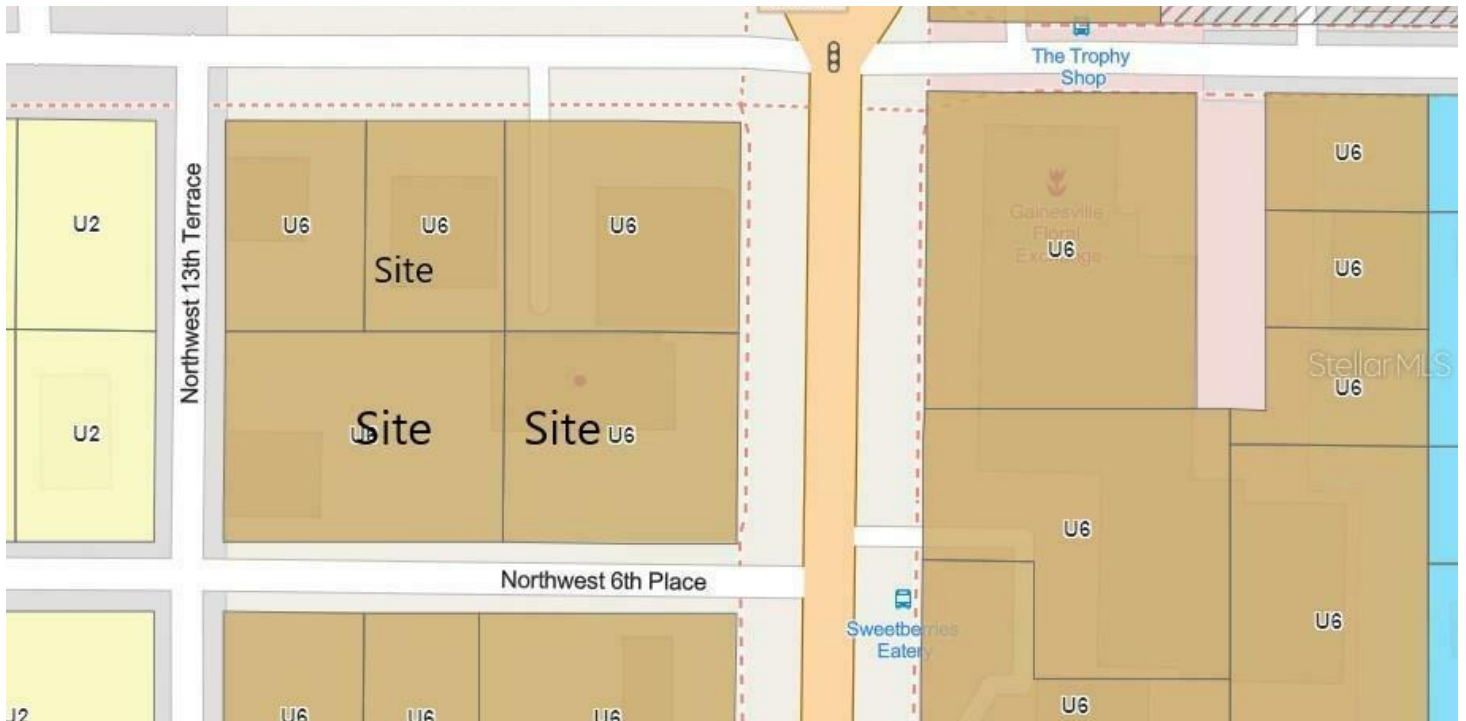 The Trophy
Shop
Northwest 13th Terrace
U2
U6
U6
U6
Site
Gainesville
Floral
Exchange
U6
U6
U6
StellarMLS
U6
U2
Site
Site
U6
U6
Northwest 6th Place
Sweetberries
Eatery
U6
U6
U6
U6
U6